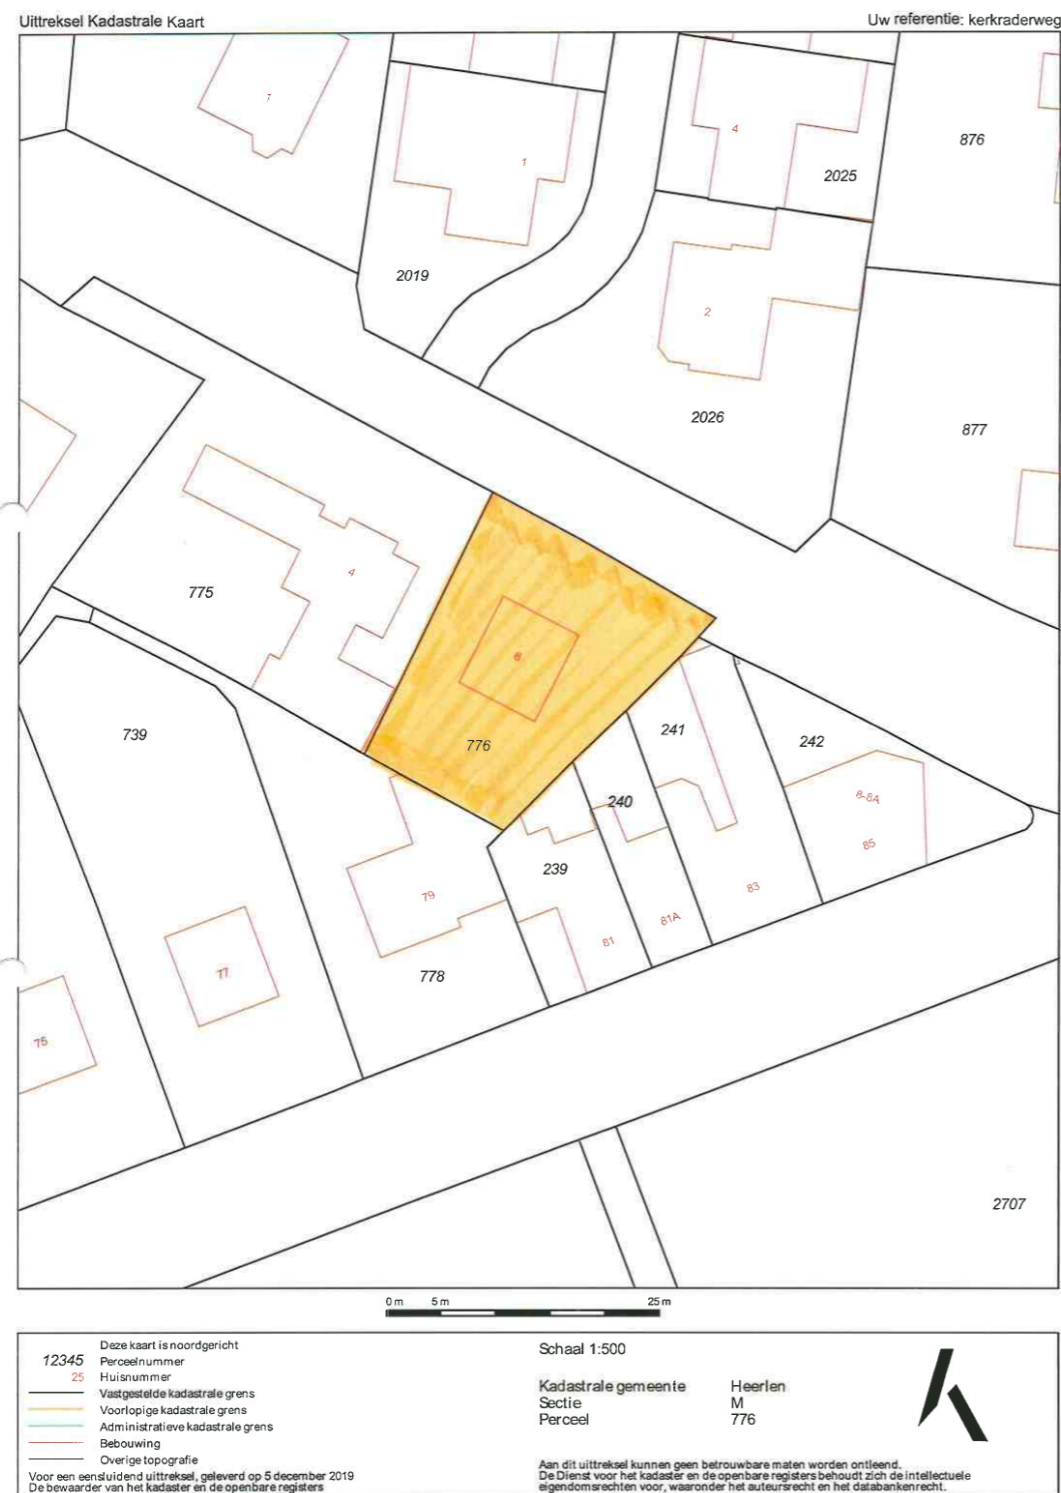 Uittreksel Kadastrale Kaart
Uw referentie: kerkraderweg
7
1
4
2025
876
2019
2
2026
877
775
4
6
776
739
241
242
240
8-8A
85
239
79
83
81A
81
77
778
75
2707
0 m 5 m 25 m
Deze kaart is noordgericht
12345 Perceelnummer
25 Huisnummer
Vastgestelde kadastrale grens
Voorlopige kadastrale grens
Administratieve kadastrale grens
Bebouwing
Overige topografie
Voor een eensluidend uittreksel, geleverd op 5 december 2019
De bewaarder van het kadaster en de openbare registers
Schaal 1:500
Kadastrale gemeente Heerlen
Sectie M
Perceel 776
Aan dit uittreksel kunnen geen betrouwbare maten worden ontleend.
De Dienst voor het kadaster en de openbare registers behoudt zich de intellectuele
eigendomsrechten voor, waaronder het auteursrecht en het databankenrecht.